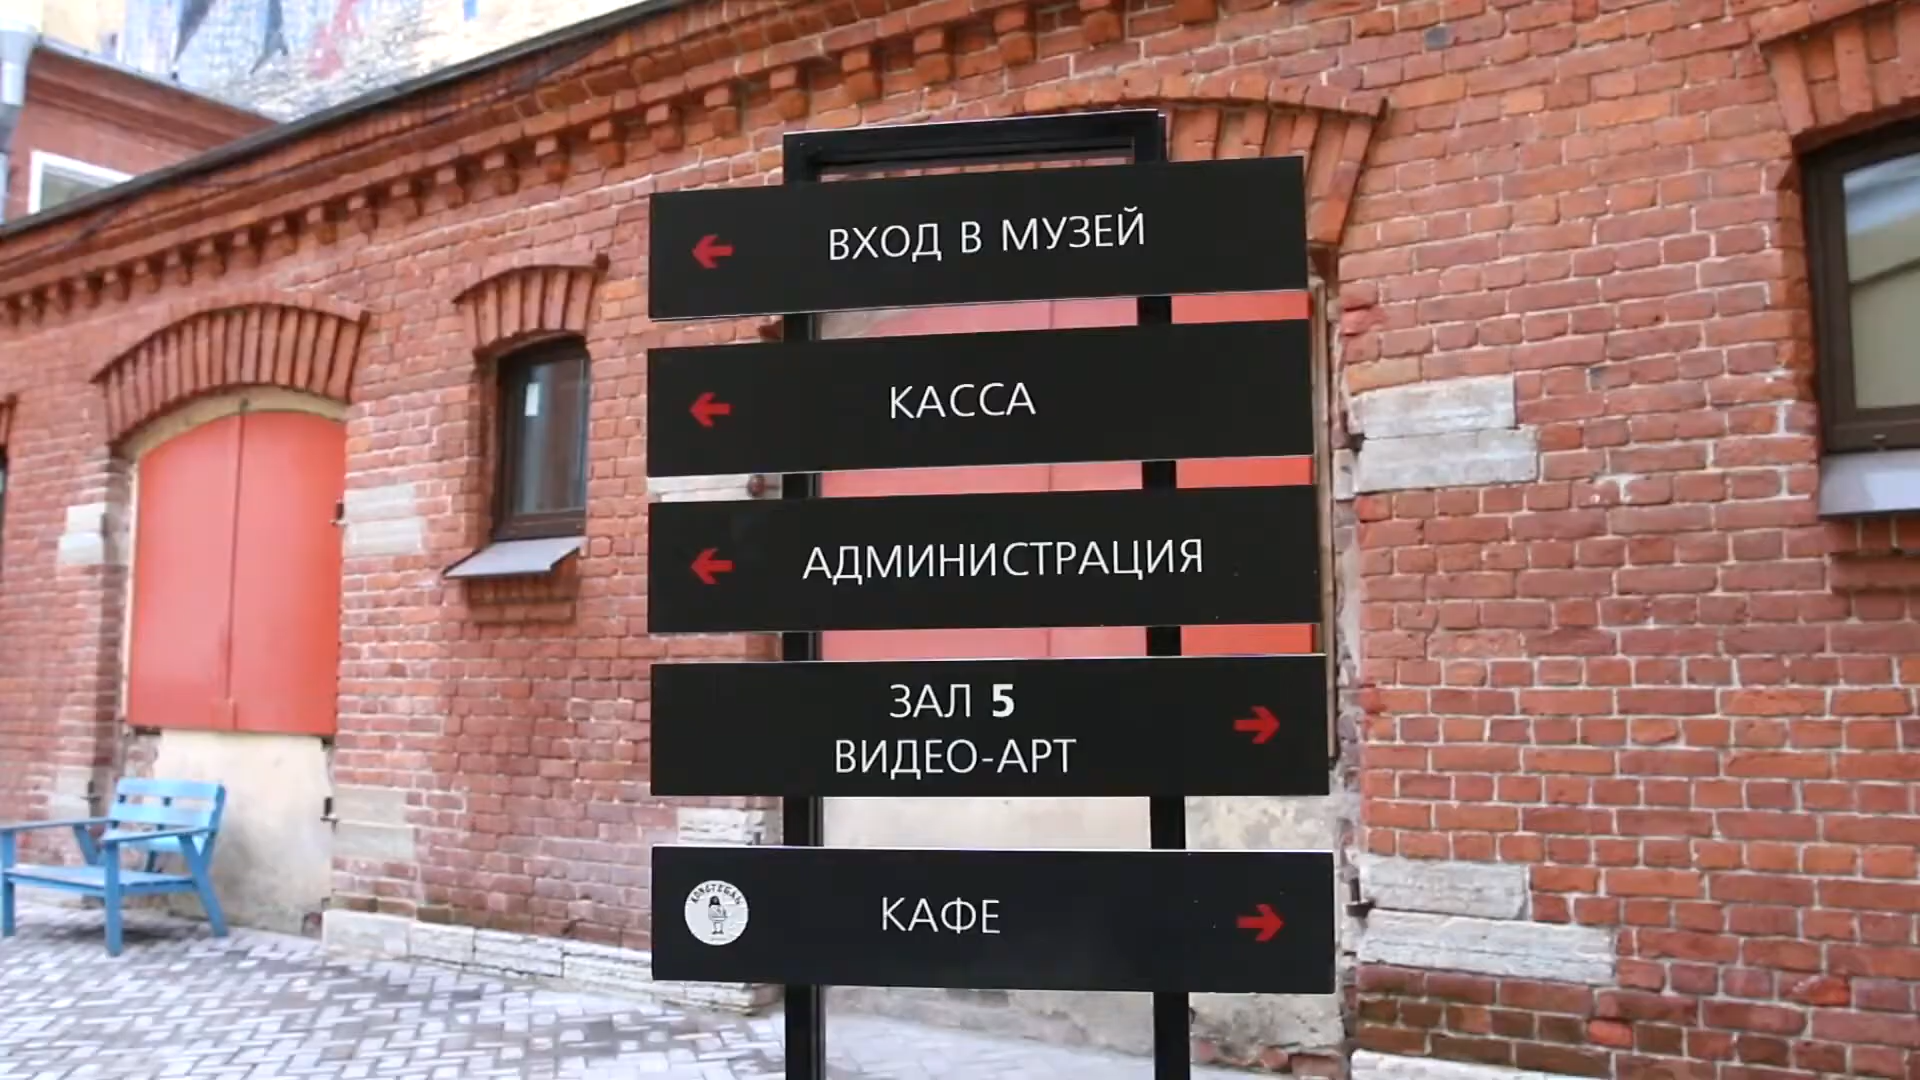 ВХОД В МУЗЕЙ
КАССА
АДМИНИСТРАЦИЯ
ЗАЛ 5
ВИДЕО-АРТ
КАФЕ